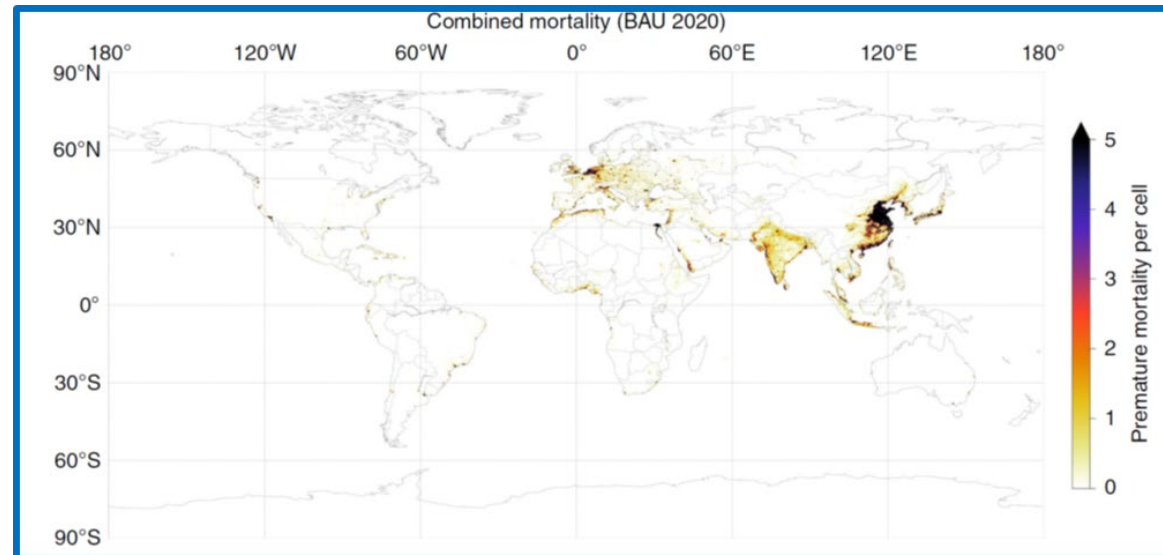 Combined mortality (BAU 2020)
180° 120°W 60°W 0° 60°E 120°E 180°
90°N
60°N
30°N
0°
30°S
60°S
90°S
5
4
3
2
1
0
Premature mortality per cell